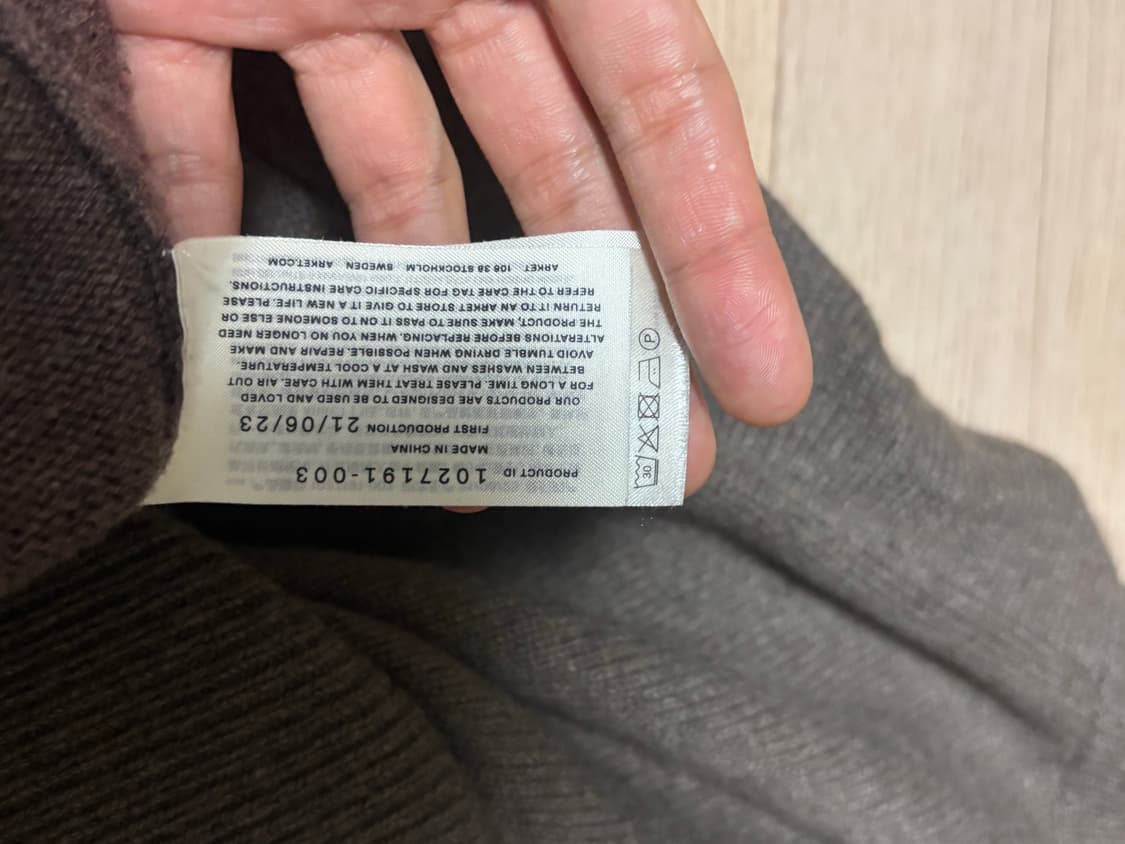 PRODUCT ID 1027191-003
MADE IN CHINA
FIRST PRODUCTION 21/06/23
OUR PRODUCTS ARE DESIGNED TO BE USED AND LOVED
FOR A LONG TIME. PLEASE TREAT THEM WITH CARE. AIR OUT
BETWEEN WASHES AND WASH AT A COOL TEMPERATURE.
AVOID TUMBLE DRYING WHEN POSSIBLE. REPAIR AND MAKE
ALTERATIONS BEFORE REPLACING. WHEN YOU NO LONGER NEED
THE PRODUCT, MAKE SURE TO PASS IT ON TO SOMEONE ELSE OR
RETURN IT TO AN ARKET STORE TO GIVE IT A NEW LIFE. PLEASE
REFER TO THE CARE TAG FOR SPECIFIC CARE INSTRUCTIONS.
ARKET 106 38 STOCKHOLM SWEDEN ARKET.COM
30
P